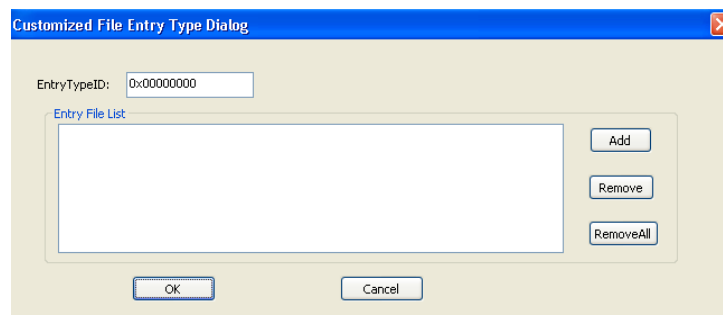 Customized File Entry Type Dialog
EntryTypeID: 0x00000000
Entry File List
Add
Remove
RemoveAll
OK Cancel